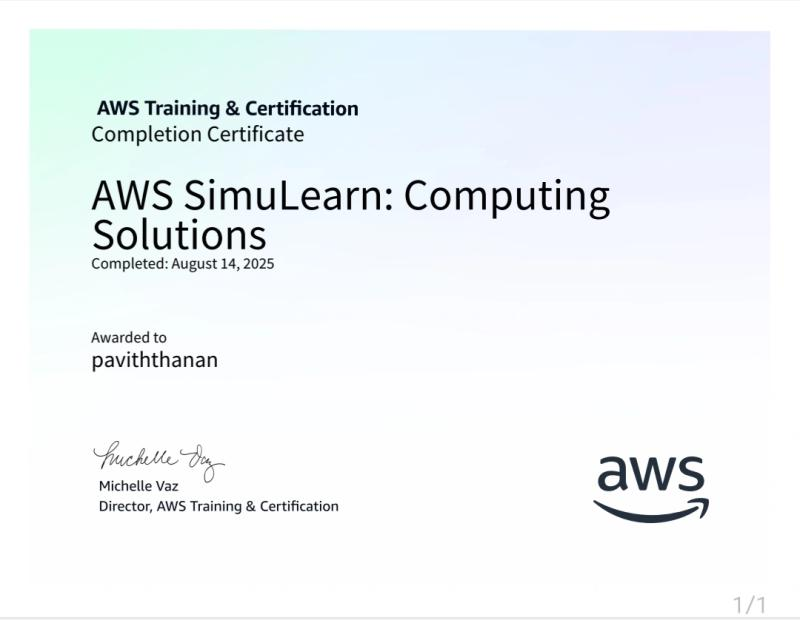 AWS Training & Certification
Completion Certificate
AWS SimuLearn: Computing
Solutions
Completed: August 14, 2025
Awarded to
paviththanan
Michelle Vaz
Michelle Vaz
Director, AWS Training & Certification
aws
1/1